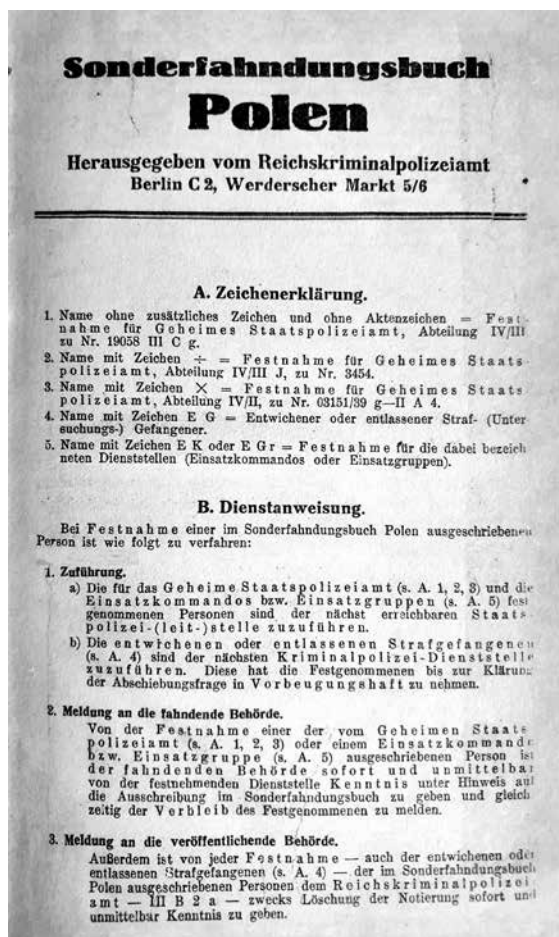 Sonderfahndungsbuch
Polen
Herausgegeben vom Reichskriminalpolizeiamt
Berlin C 2, Werderscher Markt 5/6
A. Zeichenerklärung.
1. Name ohne zusätzliches Zeichen und ohne Aktenzeichen = Fest-
nahme für Geheimes Staatspolizeiamt, Abteilung IV/III
zu Nr. 19058 III C g.
2. Name mit Zeichen ÷ = Festnahme für Geheimes Staats-
polizeiamt, Abteilung IV/III J, zu Nr. 3454.
3. Name mit Zeichen × = Festnahme für Geheimes Staats
polizeiamt, Abteilung IV/II, zu Nr. 03151/39 g—II A 4.
4. Name mit Zeichen E G = Entwichener oder entlassener Straf- (Unter
suchungs-) Gefangener.
5. Name mit Zeichen E K oder E Gr = Festnahme für die dabei bezeich
neten Dienststellen (Einsatzkommandos oder Einsatzgruppen).
B. Dienstanweisung.
Bei Festnahme einer im Sonderfahndungsbuch Polen ausgeschriebenen
Person ist wie folgt zu verfahren:
1. Zuführung.
a) Die für das Geheime Staatspolizeiamt (s. A. 1, 2, 3) und die
Einsatzkommandos bzw. Einsatzgruppen (s. A. 5) fest
genommenen Personen sind der nächst erreichbaren Staats
polizei-(leit-)stelle zuzuführen.
b) Die entwichenen oder entlassenen Strafgefangenen
(s. A. 4) sind der nächsten Kriminalpolizei-Dienststelle
zuzuführen. Diese hat die Festgenommenen bis zur Klärung
der Abschiebungsfrage in Vorbeugungshaft zu nehmen.
2. Meldung an die fahndende Behörde.
Von der Festnahme einer der vom Geheimen Staats
polizeiamt (s. A. 1, 2, 3) oder einem Einsatzkommando
bzw. Einsatzgruppe (s. A. 5) ausgeschriebenen Person ist
der fahndenden Behörde sofort und unmittelbar
von der festnehmenden Dienststelle Kenntnis unter Hinweis auf
die Ausschreibung im Sonderfahndungsbuch zu geben und gleich
zeitig der Verbleib des Festgenommenen zu melden.
3. Meldung an die veröffentlichende Behörde.
Außerdem ist von jeder Festnahme — auch der entwichenen oder
entlassenen Strafgefangenen (s. A. 4) — der im Sonderfahndungsbuch
Polen ausgeschriebenen Personen dem Reichskriminalpolizei
amt — III B 2 a — zwecks Löschung der Notierung sofort und
unmittelbar Kenntnis zu geben.